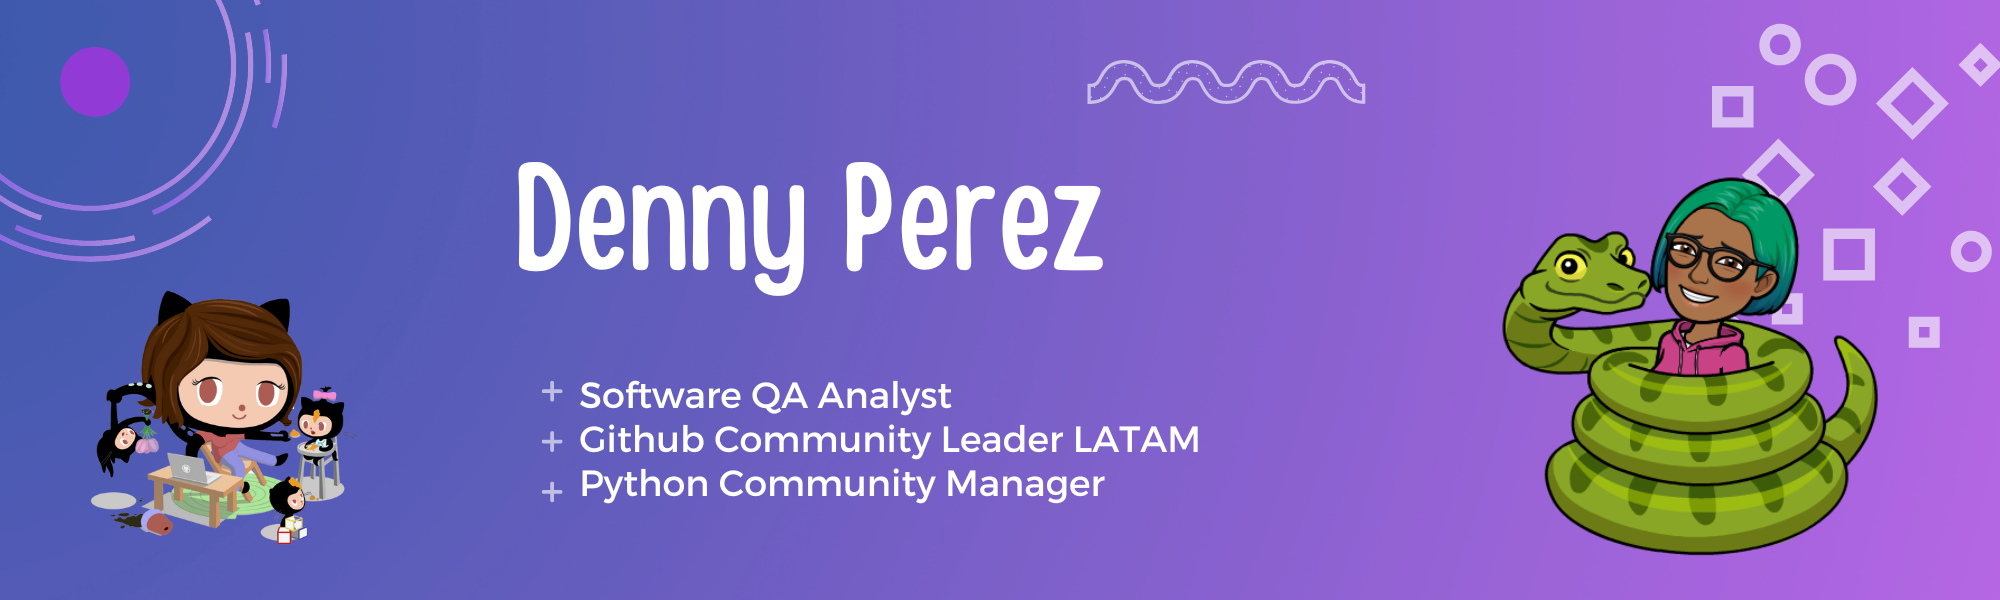 Denny Perez
+ Software QA Analyst
+ Github Community Leader LATAM
+ Python Community Manager